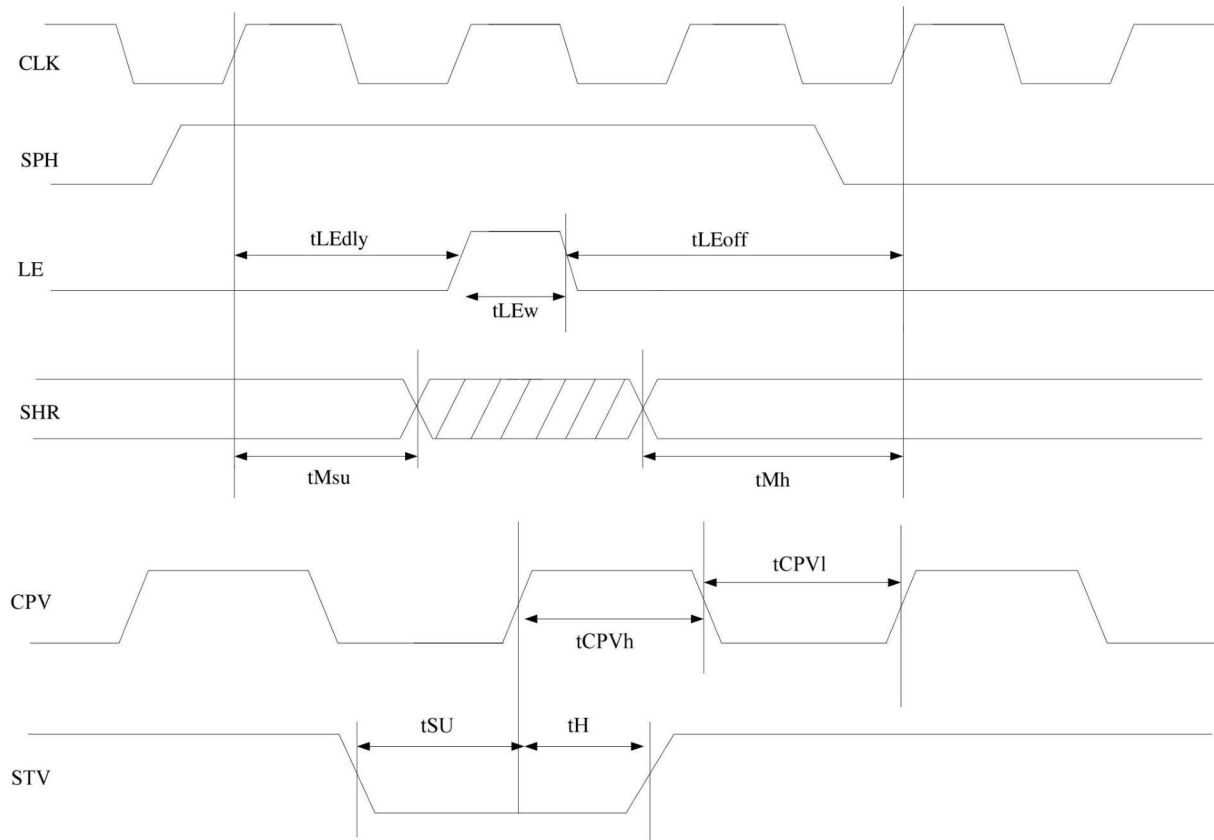 CLK
SPH
tLEdly
tLEoff
LE
tLEw
SHR
tMsu
tMh
tCPVl
CPV
tCPVh
tSU
tH
STV